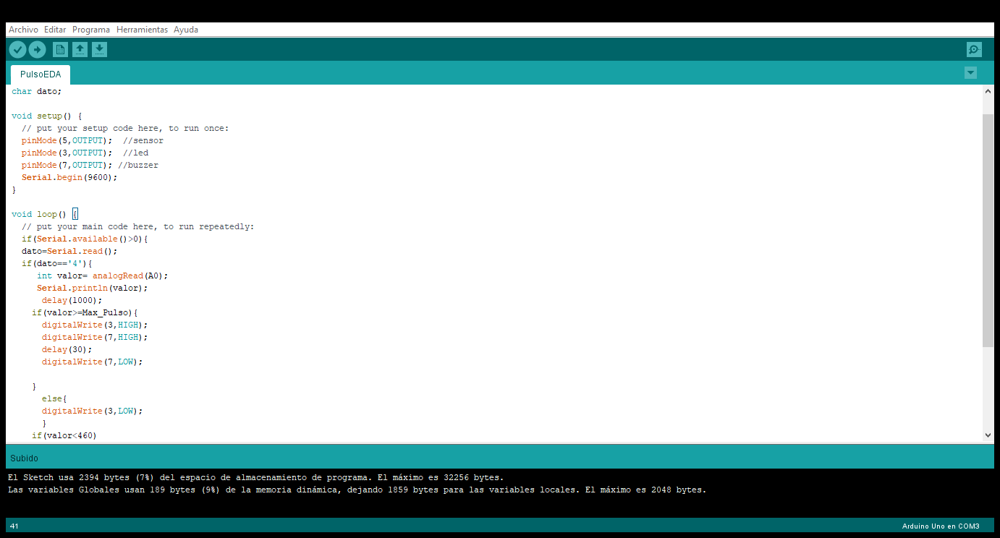 Archivo Editar Programa Herramientas Ayuda
PulsoEDA
char dato;
void setup() {
// put your setup code here, to run once:
pinMode(5,OUTPUT); //sensor
pinMode(3,OUTPUT); //led
pinMode(7,OUTPUT); //buzzer
Serial.begin(9600);
}
void loop() {
// put your main code here, to run repeatedly:
if(Serial.available()>0){
dato=Serial.read();
if(dato=='4'){
int valor= analogRead(A0);
Serial.println(valor);
delay(1000);
if(valor>=Max_Pulso){
digitalWrite(3,HIGH);
digitalWrite(7,HIGH);
delay(30);
digitalWrite(7,LOW);
}
else{
digitalWrite(3,LOW);
}
if(valor<460)
Subido
El Sketch usa 2394 bytes (7%) del espacio de almacenamiento de programa. El máximo es 32256 bytes.
Las variables Globales usan 189 bytes (9%) de la memoria dinámica, dejando 1859 bytes para las variables locales. El máximo es 2048 bytes.
41 Arduino Uno en COM3